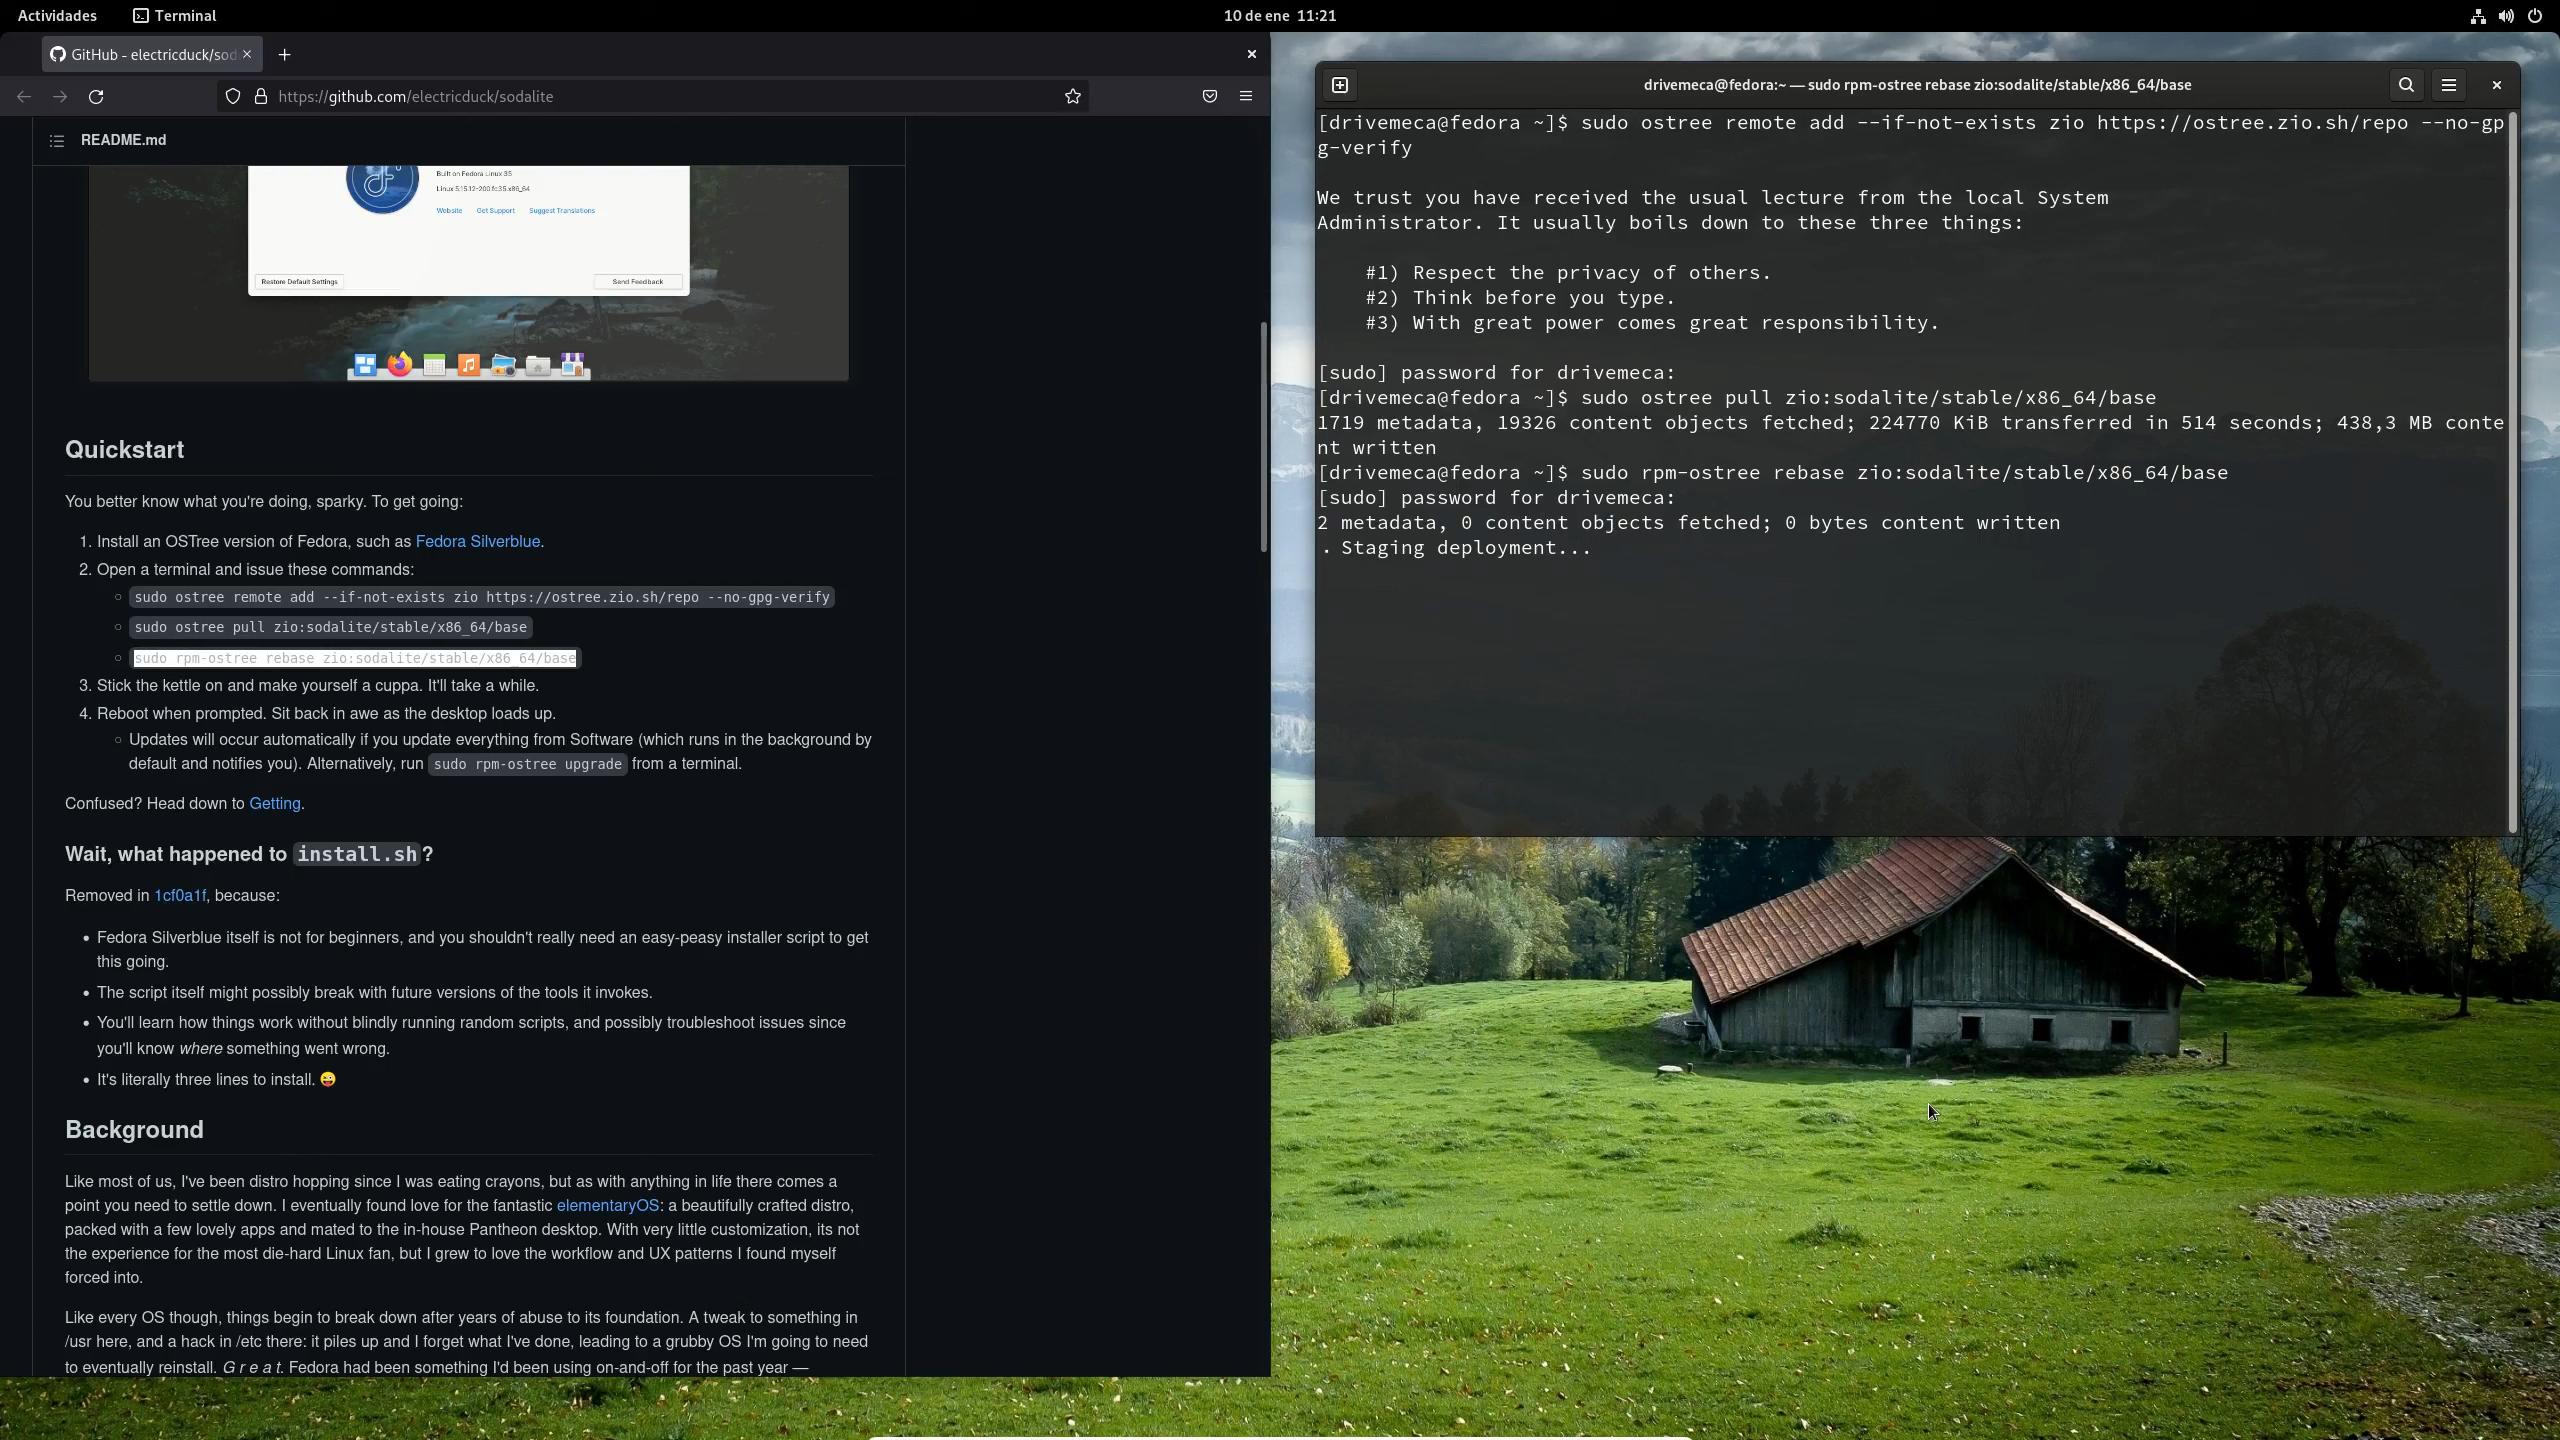 Actividades
Terminal
10 de ene 11:21
GitHub - electricduck/sod
https://github.com/electricduck/sodalite
README.md
Built on Fedora Linux 35
Linux 5.15.12-200.fc35.x86_64
Website Get Support Suggest Translations
Restore Default Settings
Send Feedback
Quickstart
You better know what you're doing, sparky. To get going:
1. Install an OSTree version of Fedora, such as Fedora Silverblue.
2. Open a terminal and issue these commands:
sudo ostree remote add --if-not-exists zio https://ostree.zio.sh/repo --no-gpg-verify
sudo ostree pull zio:sodalite/stable/x86_64/base
sudo rpm-ostree rebase zio:sodalite/stable/x86_64/base
3. Stick the kettle on and make yourself a cuppa. It'll take a while.
4. Reboot when prompted. Sit back in awe as the desktop loads up.
Updates will occur automatically if you update everything from Software (which runs in the background by
default and notifies you). Alternatively, run sudo rpm-ostree upgrade from a terminal.
Confused? Head down to Getting.
Wait, what happened to install.sh?
Removed in 1cf0a1f, because:
Fedora Silverblue itself is not for beginners, and you shouldn't really need an easy-peasy installer script to get
this going.
The script itself might possibly break with future versions of the tools it invokes.
You'll learn how things work without blindly running random scripts, and possibly troubleshoot issues since
you'll know where something went wrong.
It's literally three lines to install. 😜
Background
Like most of us, I've been distro hopping since I was eating crayons, but as with anything in life there comes a
point you need to settle down. I eventually found love for the fantastic elementaryOS: a beautifully crafted distro,
packed with a few lovely apps and mated to the in-house Pantheon desktop. With very little customization, its not
the experience for the most die-hard Linux fan, but I grew to love the workflow and UX patterns I found myself
forced into.
Like every OS though, things begin to break down after years of abuse to its foundation. A tweak to something in
/usr here, and a hack in /etc there: it piles up and I forget what I've done, leading to a grubby OS I'm going to need
to eventually reinstall. G r e a t. Fedora had been something I'd been using on-and-off for the past year —
drivemeca@fedora:~ — sudo rpm-ostree rebase zio:sodalite/stable/x86_64/base
[drivemeca@fedora ~]$ sudo ostree remote add --if-not-exists zio https://ostree.zio.sh/repo --no-gp
g-verify
We trust you have received the usual lecture from the local System
Administrator. It usually boils down to these three things:
#1) Respect the privacy of others.
#2) Think before you type.
#3) With great power comes great responsibility.
[sudo] password for drivemeca:
[drivemeca@fedora ~]$ sudo ostree pull zio:sodalite/stable/x86_64/base
1719 metadata, 19326 content objects fetched; 224770 KiB transferred in 514 seconds; 438,3 MB conte
nt written
[drivemeca@fedora ~]$ sudo rpm-ostree rebase zio:sodalite/stable/x86_64/base
[sudo] password for drivemeca:
2 metadata, 0 content objects fetched; 0 bytes content written
. Staging deployment...